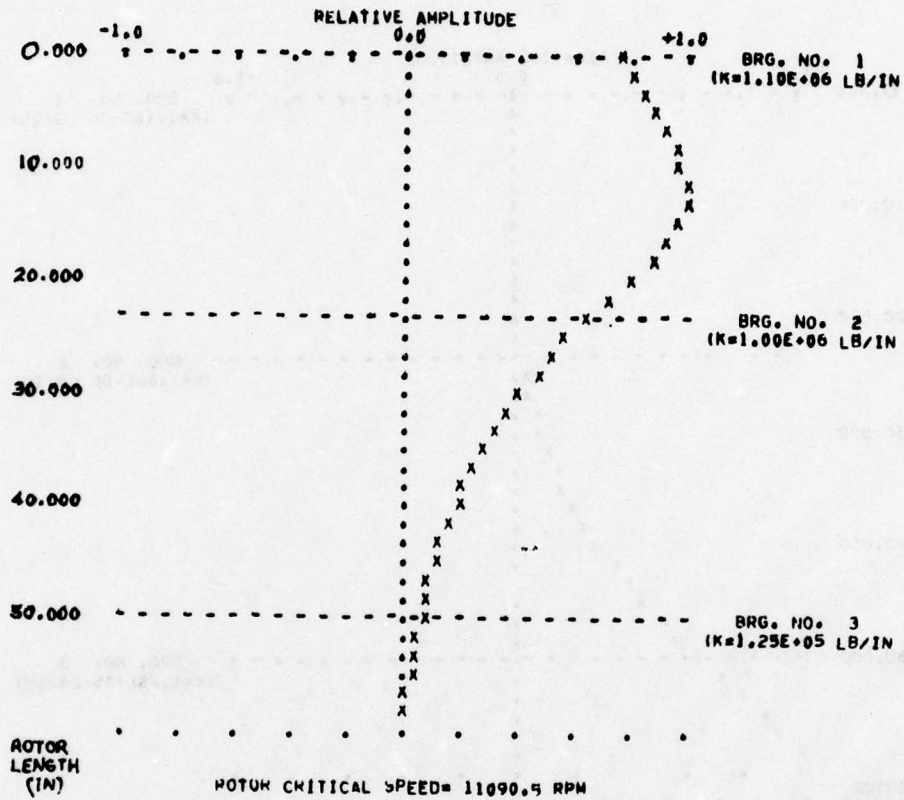 RELATIVE AMPLITUDE
-1.0 0.0 +1.0
0.000
BRG. NO. 1
(K=1.10E+06 LB/IN
10.000
20.000
BRG. NO. 2
(K=1.00E+06 LB/IN
30.000
40.000
50.000
BRG. NO. 3
(K=1.25E+05 LB/IN
ROTOR
LENGTH
(IN)
ROTOR CRITICAL SPEED= 11090.5 RPM